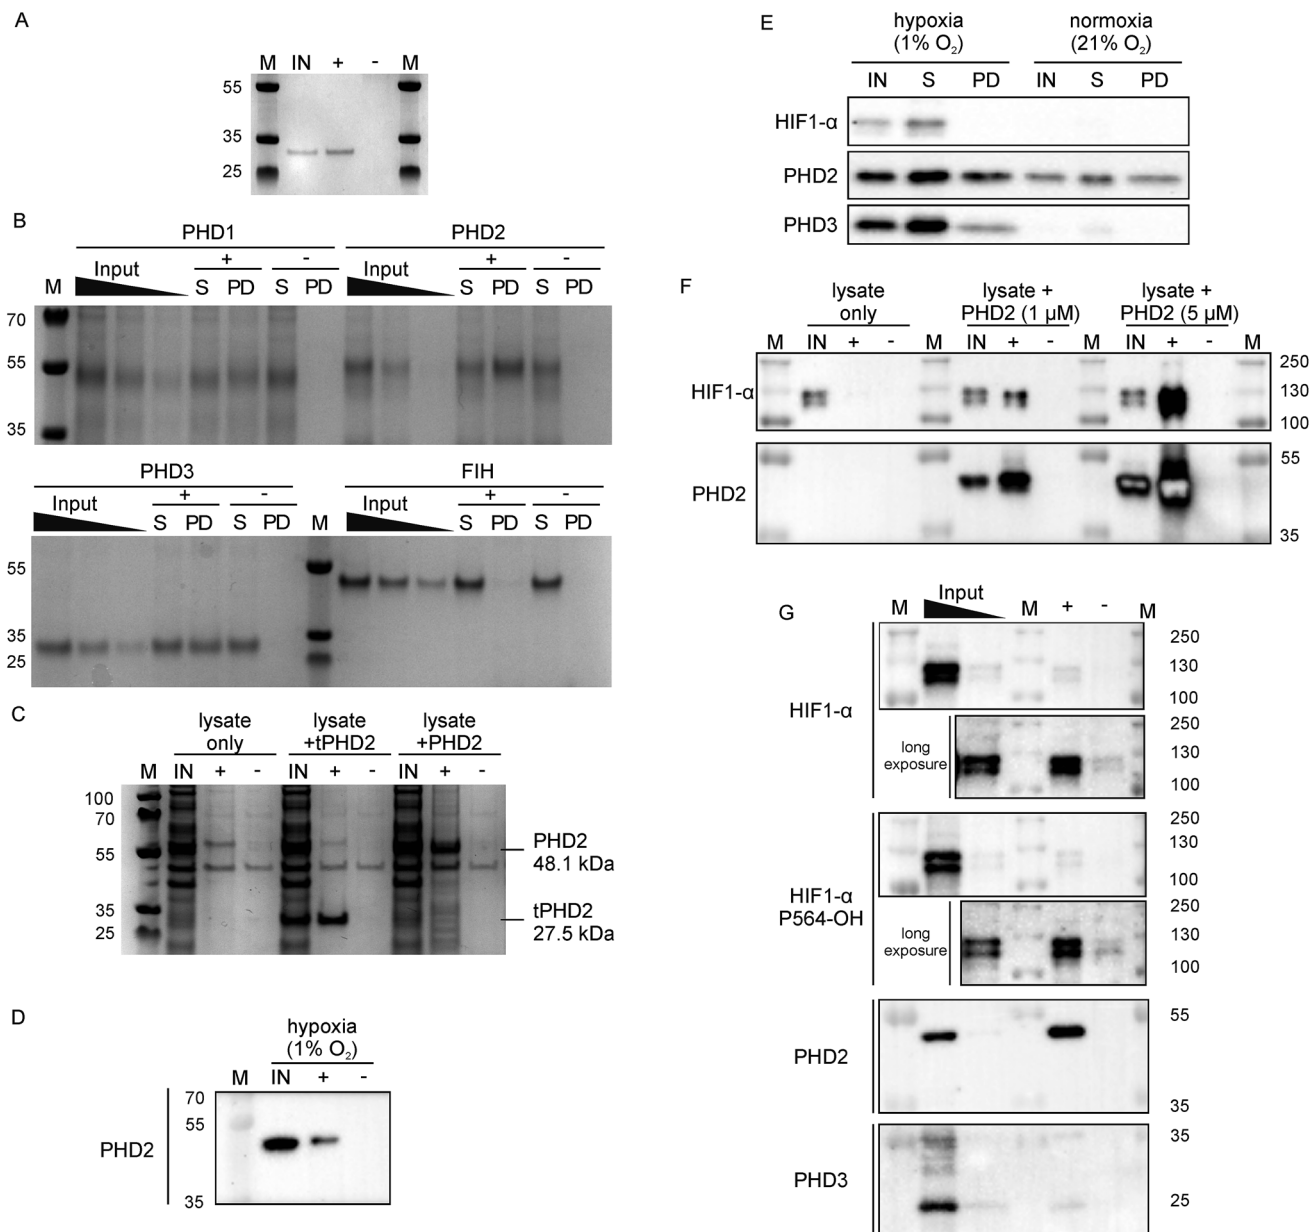 A
M IN + - M
55
35
25
B
PHD1 PHD2
Input + - Input + -
M S PD S PD S PD S PD
70
55
35
PHD3 FIH
Input + - Input + -
S PD S PD M S PD S PD
55
35
25
C
lysate only lysate +tPHD2 lysate +PHD2
M IN + - IN + - IN + -
100
70
55
35
25
PHD2
48.1 kDa
tPHD2
27.5 kDa
D
hypoxia
(1% O₂)
M IN + -
70
55
35
PHD2
E
hypoxia normoxia
(1% O₂) (21% O₂)
IN S PD IN S PD
HIF1-α
PHD2
PHD3
F
lysate only lysate + PHD2 (1 µM) lysate + PHD2 (5 µM)
M IN + - M IN + - M IN + - M
HIF1-α
250
130
100
PHD2
55
35
G
Input
M M + - M
HIF1-α
250
130
100
long
exposure
250
130
100
HIF1-α
P564-OH
250
130
100
long
exposure
250
130
100
PHD2
55
35
PHD3
35
25